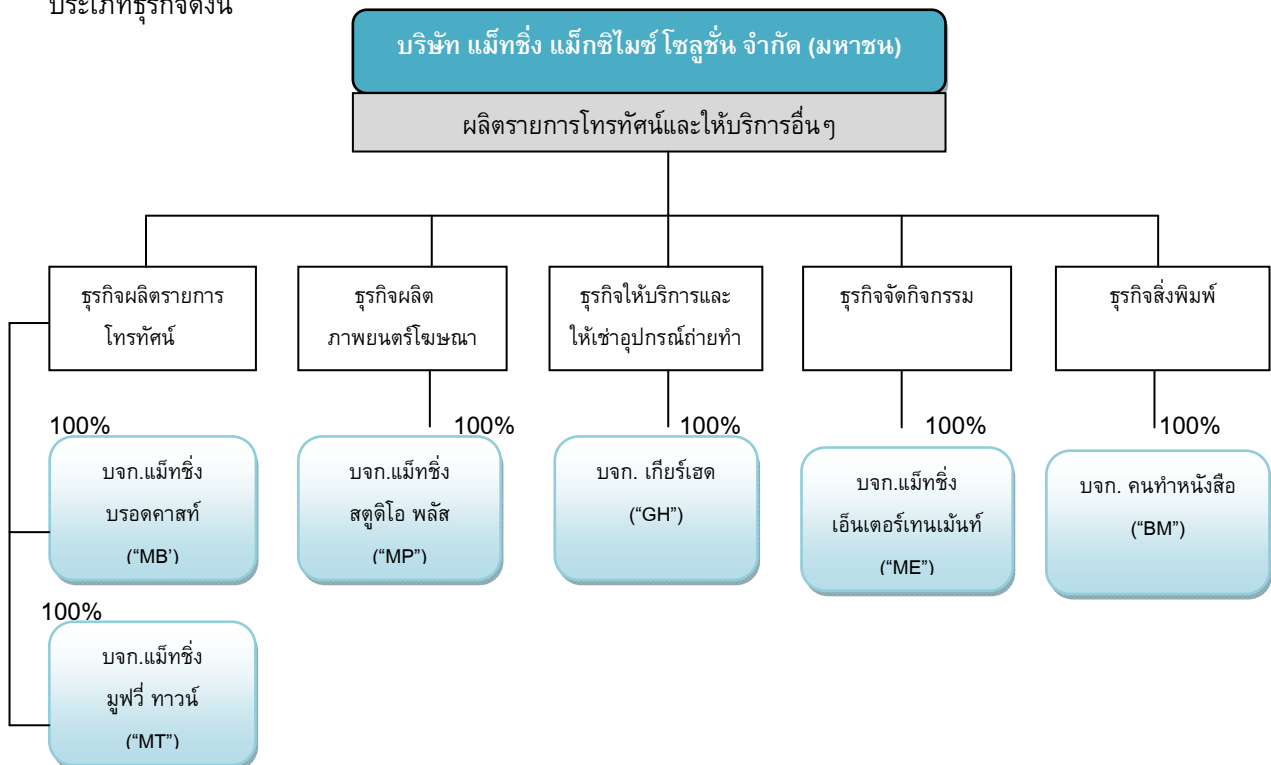 ประเภทธุรกิจดังนี้
บริษัท แม็ทชิ่ง แม็กซิไมซ์ โซลูชั่น จำกัด (มหาชน)
ผลิตรายการโทรทัศน์และให้บริการอื่นๆ
ธุรกิจผลิตรายการ
โทรทัศน์
ธุรกิจผลิต
ภาพยนตร์โฆษณา
ธุรกิจให้บริการและ
ให้เช่าอุปกรณ์ถ่ายทำ
ธุรกิจจัดกิจกรรม
ธุรกิจสิ่งพิมพ์
100%
บจก.แม็ทชิ่ง
บรอดคาสท์
(“MB’)
100%
บจก.แม็ทชิ่ง
สตูดิโอ พลัส
(“MP”)
100%
บจก. เกียร์เฮด
(“GH”)
100%
บจก.แม็ทชิ่ง
เอ็นเตอร์เทนเม้นท์
(“ME”)
100%
บจก. คนทำหนังสือ
(“BM”)
100%
บจก.แม็ทชิ่ง
มูฟวี่ ทาวน์
(“MT”)